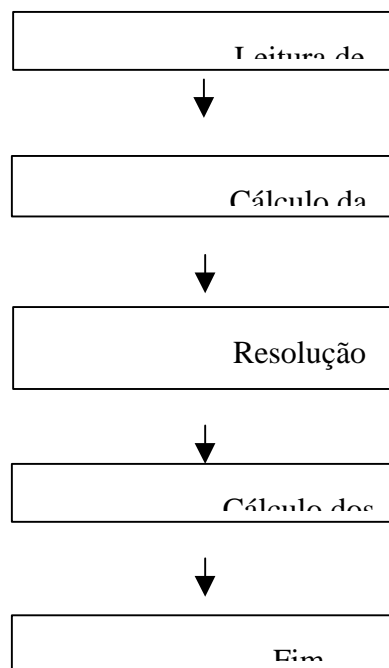 Leitura de
Cálculo da
Resolução
Cálculo dos
Fim